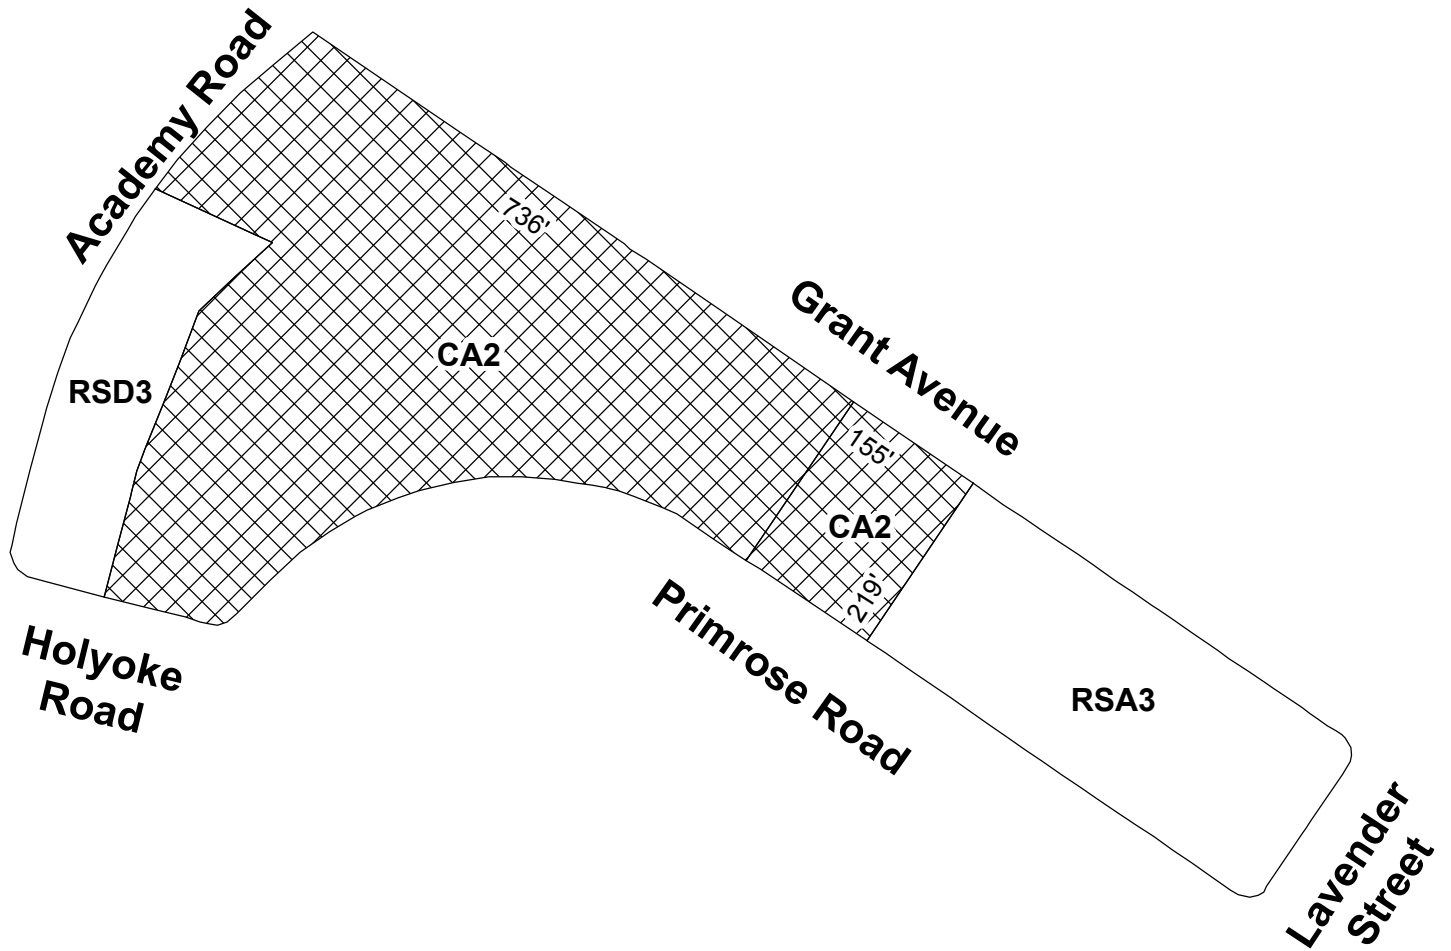 Academy Road
736'
Grant Avenue
CA2
RSD3
155'
CA2
219'
Primrose Road
Holyoke
Road
RSA3
Lavender
Street